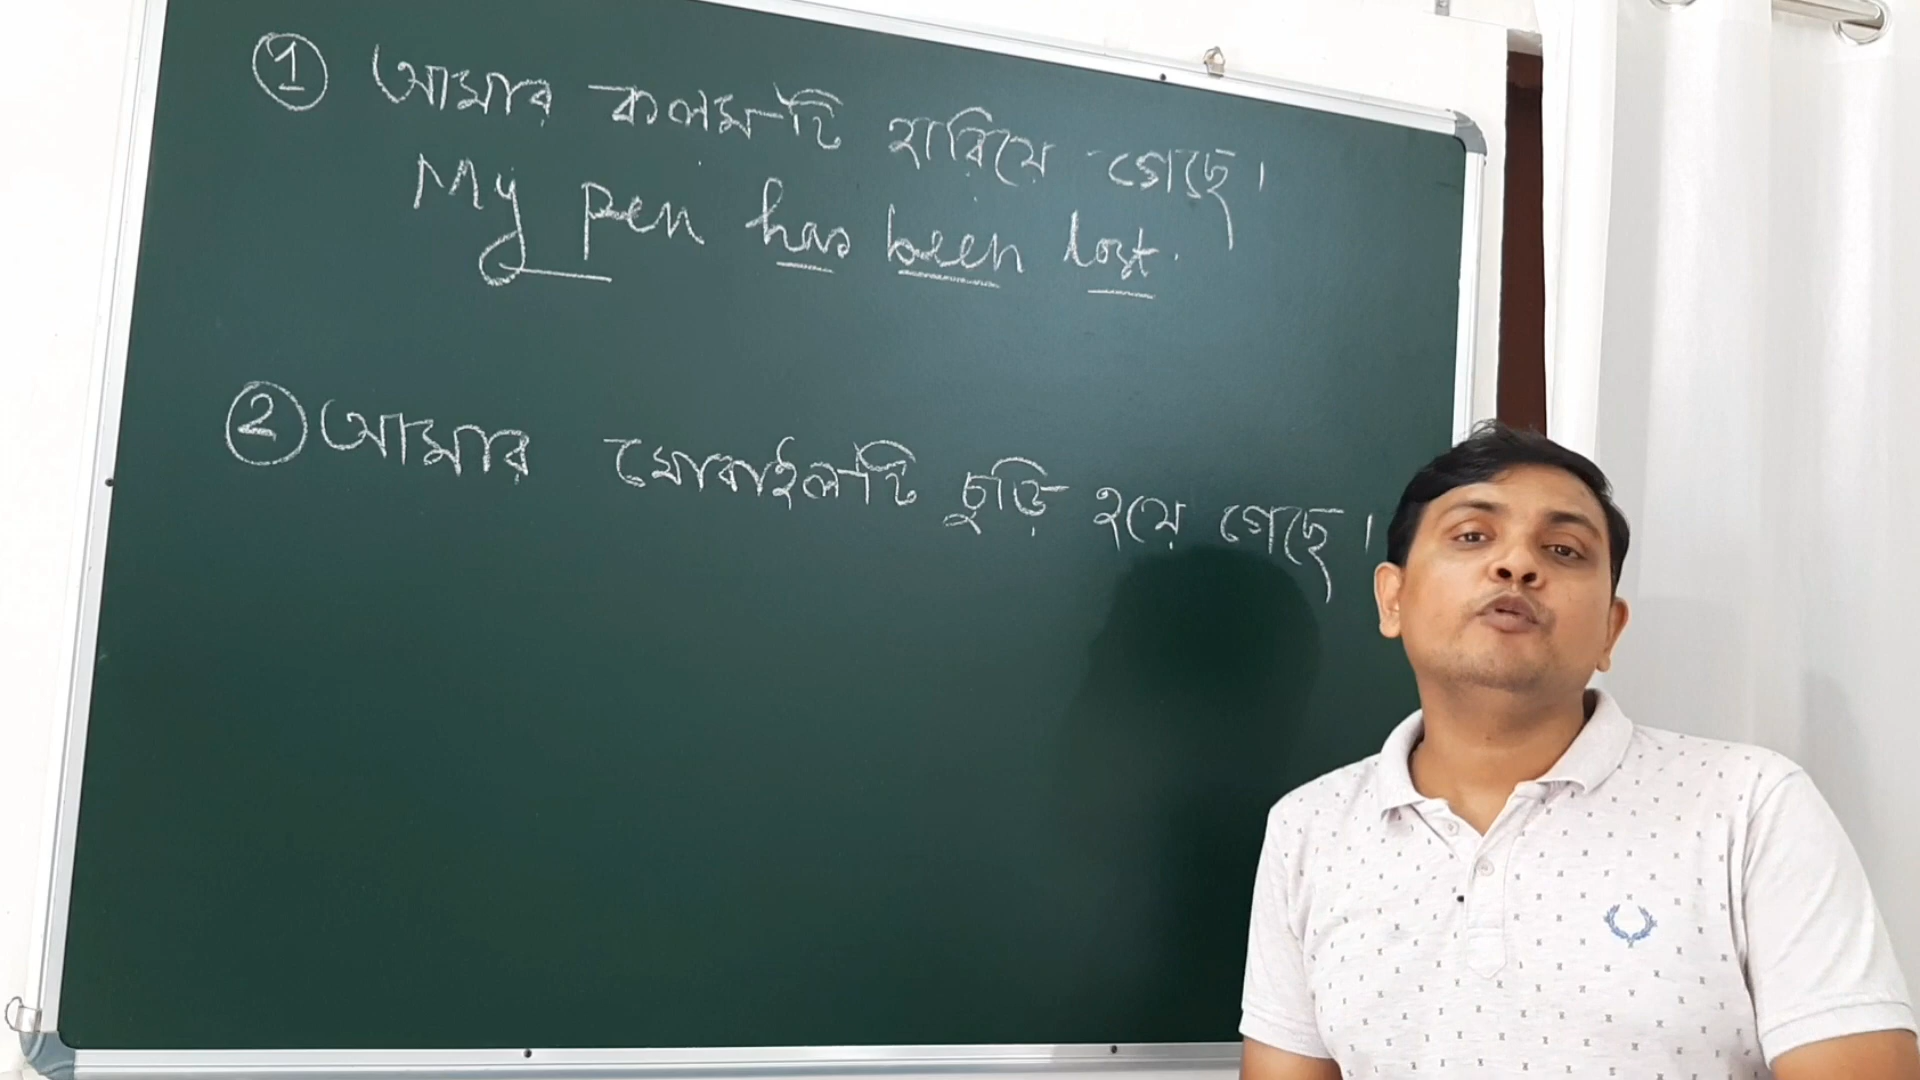 ① আমার কলমটি হারিয়ে গেছে।
My pen has been lost.
② আমার মোবাইলটি চুড়ি হয়ে গেছে।